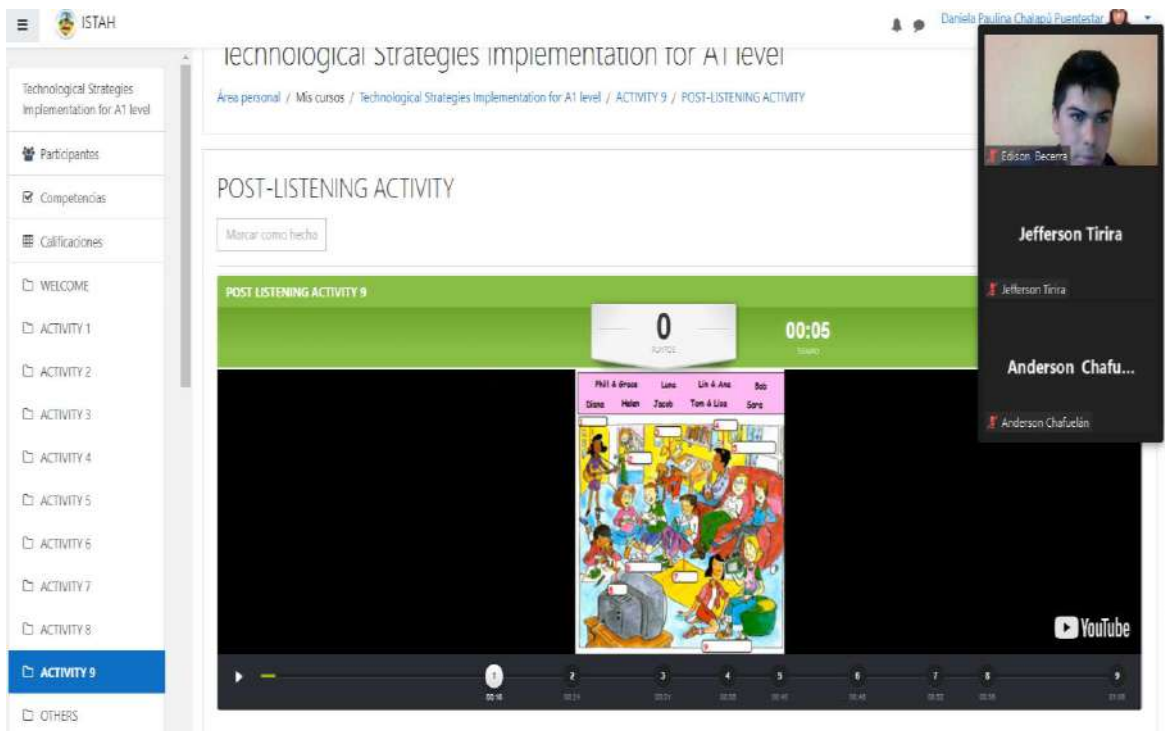 ISTAH
Daniela Paulina Chalapú Puentestar
Technological Strategies Implementation for A1 level
Área personal / Mis cursos / Technological Strategies Implementation for A1 level / ACTIVITY 9 / POST-LISTENING ACTIVITY
Technological Strategies
Implementation for A1 level
Participantes
Competencias
Calificaciones
WELCOME
ACTIVITY 1
ACTIVITY 2
ACTIVITY 3
ACTIVITY 4
ACTIVITY 5
ACTIVITY 6
ACTIVITY 7
ACTIVITY 8
ACTIVITY 9
OTHERS
POST-LISTENING ACTIVITY
Marcar como hecha
POST LISTENING ACTIVITY 9
0
PUNTOS
00:05
TIEMPO
Phil & Grace Luna Lin & Ana Bob
Diana Helen Jacob Tom & Lisa Sara
YouTube
1 2 3 4 5 6 7 8 9
00:16
Edison Becerra
Jefferson Tirira
Jefferson Tirira
Anderson Chafu...
Anderson Chafuelán